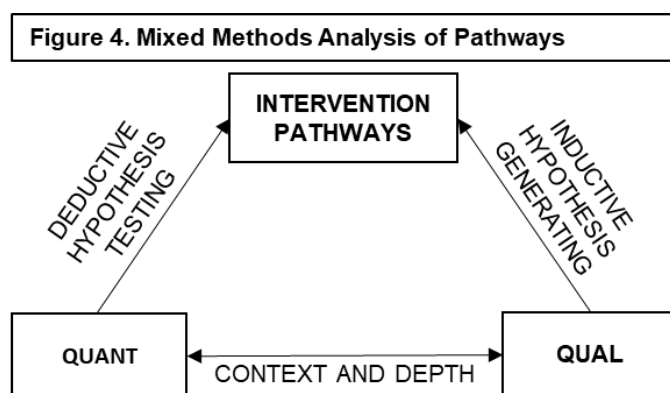 Figure 4. Mixed Methods Analysis of Pathways
INTERVENTION
PATHWAYS
DEDUCTIVE
HYPOTHESIS
TESTING
INDUCTIVE
HYPOTHESIS
GENERATING
QUANT
CONTEXT AND DEPTH
QUAL